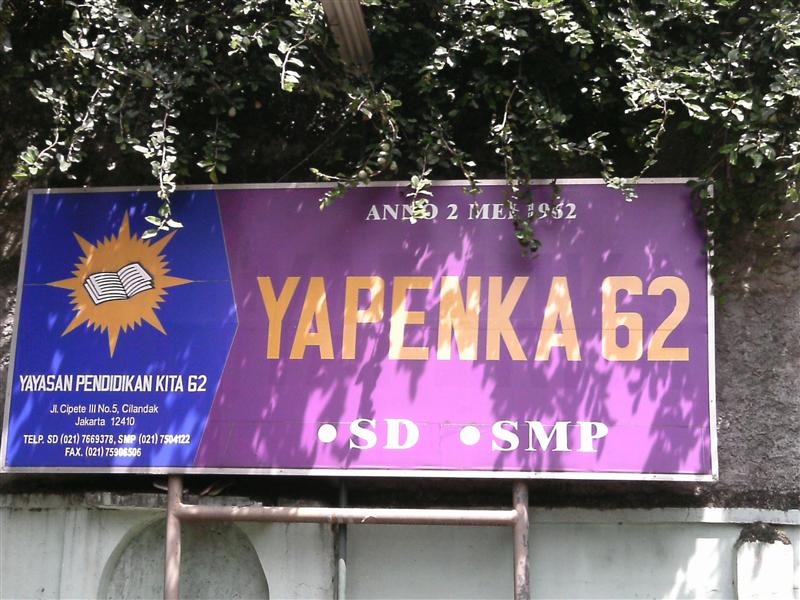 ANNO 2 MEI 1962
YAPENKA 62
• SD • SMP
YAYASAN PENDIDIKAN KITA 62
Jl. Cipete III No.5, Cilandak
Jakarta 12410
TELP. SD (021) 7669378, SMP (021) 7504122
FAX. (021) 75906506